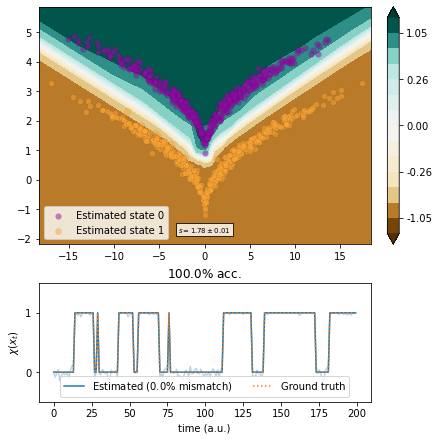 5
4
3
2
1
0
−1
−2
Estimated state 0
Estimated state 1
s = 1.78 ± 0.01
−15 −10 −5 0 5 10 15
1.05
0.26
0.00
-0.26
-1.05
100.0% acc.
1
0
χ(xₜ)
Estimated (0.0% mismatch)
Ground truth
0 25 50 75 100 125 150 175 200
time (a.u.)